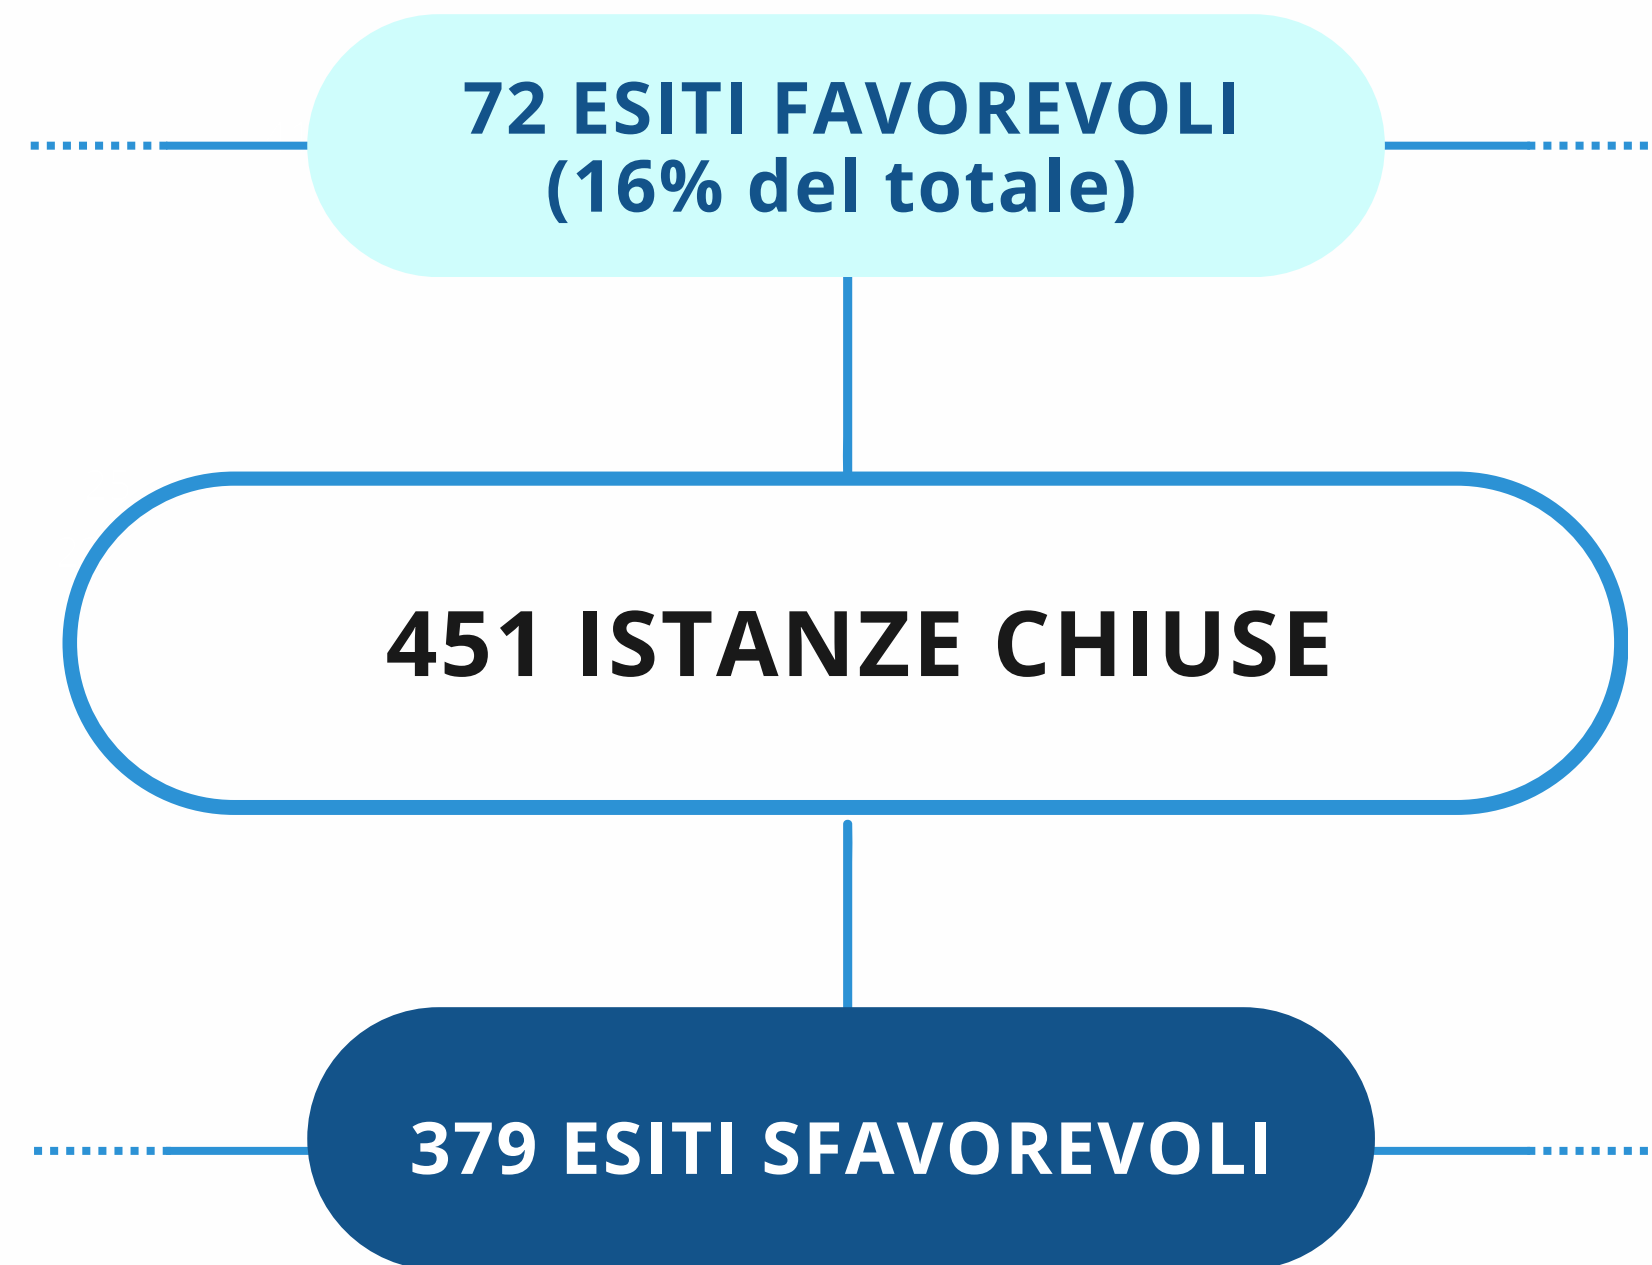 72 ESITI FAVOREVOLI
(16% del totale)
451 ISTANZE CHIUSE
379 ESITI SFAVOREVOLI